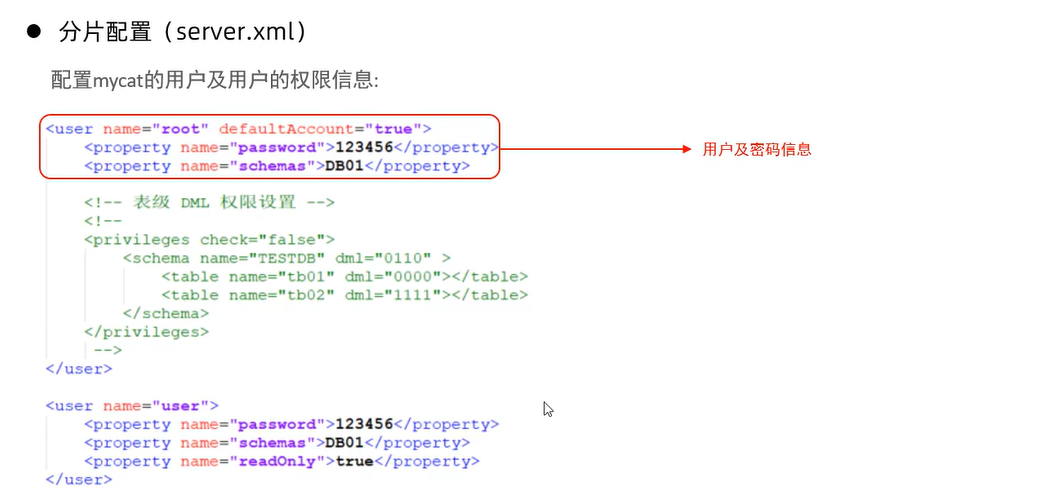 ● 分片配置（server.xml）
配置mycat的用户及用户的权限信息:
<user name="root" defaultAccount="true">
<property name="password">123456</property>
用户及密码信息
<property name="schemas">DB01</property>
<!-- 表级 DML 权限设置 -->
<!--
<privileges check="false">
<schema name="TESTDB" dml="0110" >
<table name="tb01" dml="0000"></table>
<table name="tb02" dml="1111"></table>
</schema>
</privileges>
-->
</user>
<user name="user">
<property name="password">123456</property>
<property name="schemas">DB01</property>
<property name="readOnly">true</property>
</user>